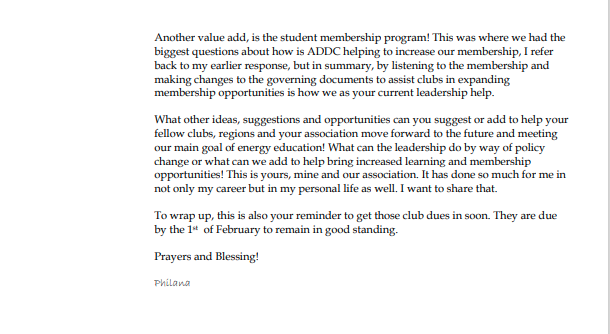 Another value add, is the student membership program! This was where we had the
biggest questions about how is ADDC helping to increase our membership, I refer
back to my earlier response, but in summary, by listening to the membership and
making changes to the governing documents to assist clubs in expanding
membership opportunities is how we as your current leadership help.
What other ideas, suggestions and opportunities can you suggest or add to help your
fellow clubs, regions and your association move forward to the future and meeting
our main goal of energy education! What can the leadership do by way of policy
change or what can we add to help bring increased learning and membership
opportunities! This is yours, mine and our association. It has done so much for me in
not only my career but in my personal life as well. I want to share that.
To wrap up, this is also your reminder to get those club dues in soon. They are due
by the 1st of February to remain in good standing.
Prayers and Blessing!
Philana